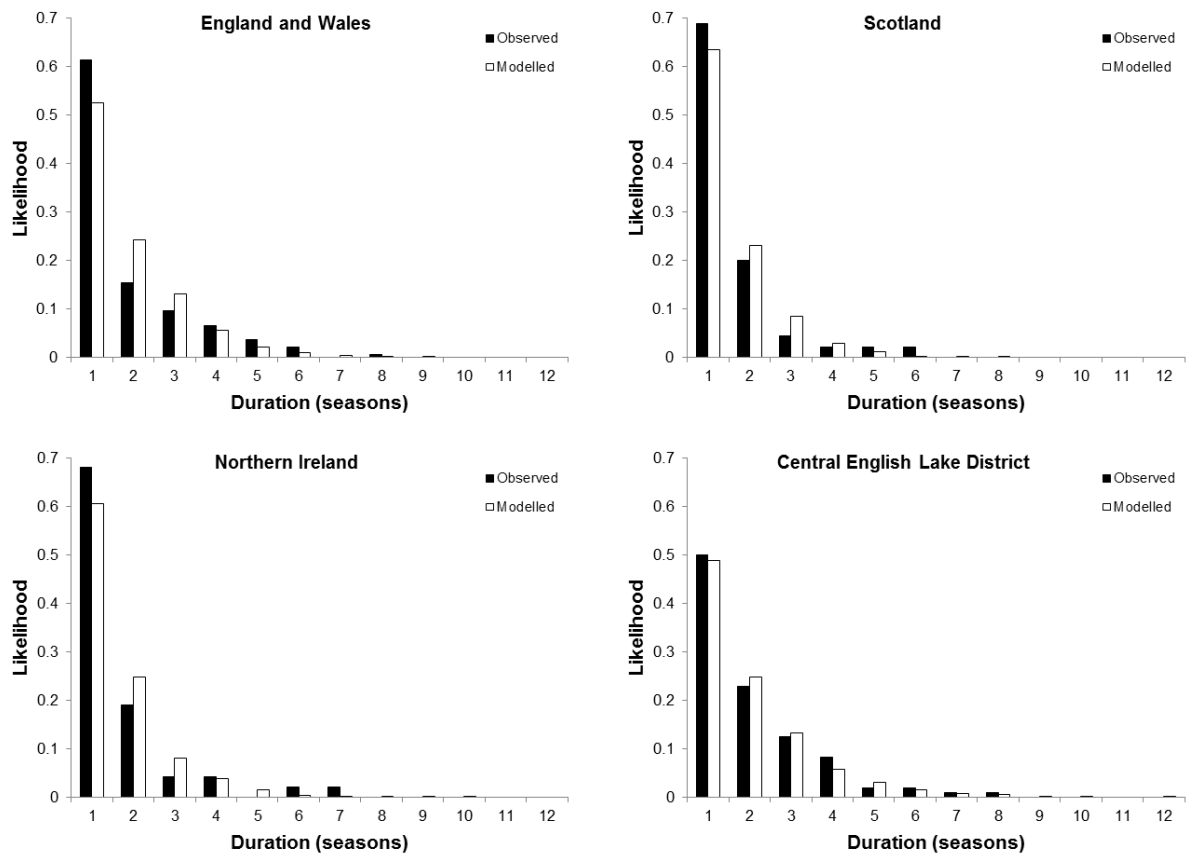 England and Wales
Observed
Modelled
0.7
0.6
0.5
0.4
0.3
0.2
0.1
0
Likelihood
1 2 3 4 5 6 7 8 9 10 11 12
Duration (seasons)
Scotland
Observed
Modelled
0.7
0.6
0.5
0.4
0.3
0.2
0.1
0
Likelihood
1 2 3 4 5 6 7 8 9 10 11 12
Duration (seasons)
Northern Ireland
Observed
Modelled
0.7
0.6
0.5
0.4
0.3
0.2
0.1
0
Likelihood
1 2 3 4 5 6 7 8 9 10 11 12
Duration (seasons)
Central English Lake District
Observed
Modelled
0.7
0.6
0.5
0.4
0.3
0.2
0.1
0
Likelihood
1 2 3 4 5 6 7 8 9 10 11 12
Duration (seasons)